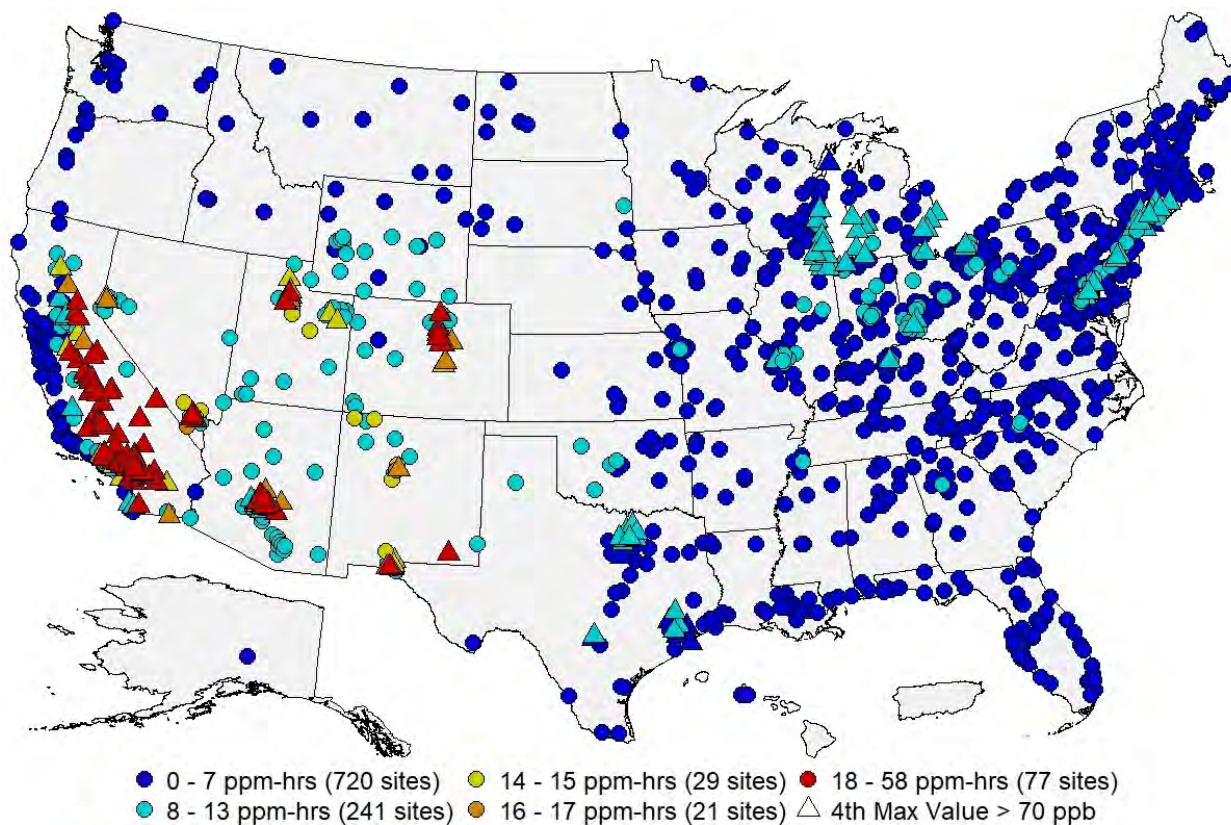 0 - 7 ppm-hrs (720 sites) 14 - 15 ppm-hrs (29 sites) 18 - 58 ppm-hrs (77 sites)
8 - 13 ppm-hrs (241 sites) 16 - 17 ppm-hrs (21 sites) 4th Max Value > 70 ppb